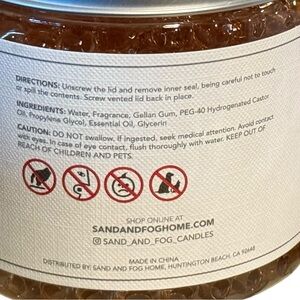 DIRECTIONS: Unscrew the lid and remove inner seal, being careful not to touch
or spill the contents. Screw vented lid back in place.
INGREDIENTS: Water, Fragrance, Gellan Gum, PEG-40 Hydrogenated Castor
Oil, Propylene Glycol, Essential Oil, Glycerin
CAUTION: DO NOT swallow. If ingested, seek medical attention. Avoid contact
with eyes. In case of eye contact, flush thoroughly with water. KEEP OUT OF
REACH OF CHILDREN AND PETS.
SHOP ONLINE AT
SANDANDFOGHOME.COM
SAND_AND_FOG_CANDLES
MADE IN CHINA
DISTRIBUTED BY: SAND AND FOG HOME, HUNTINGTON BEACH, CA 92648